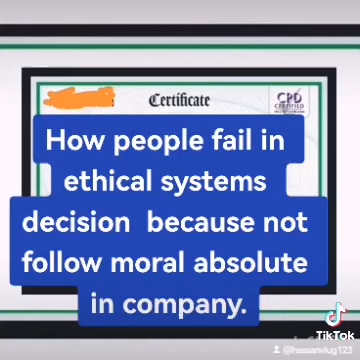 Certificate
CPD
CERTIFIED
How people fail in
ethical systems
decision because not
follow moral absolute
in company.
TikTok
@hassanvlug123